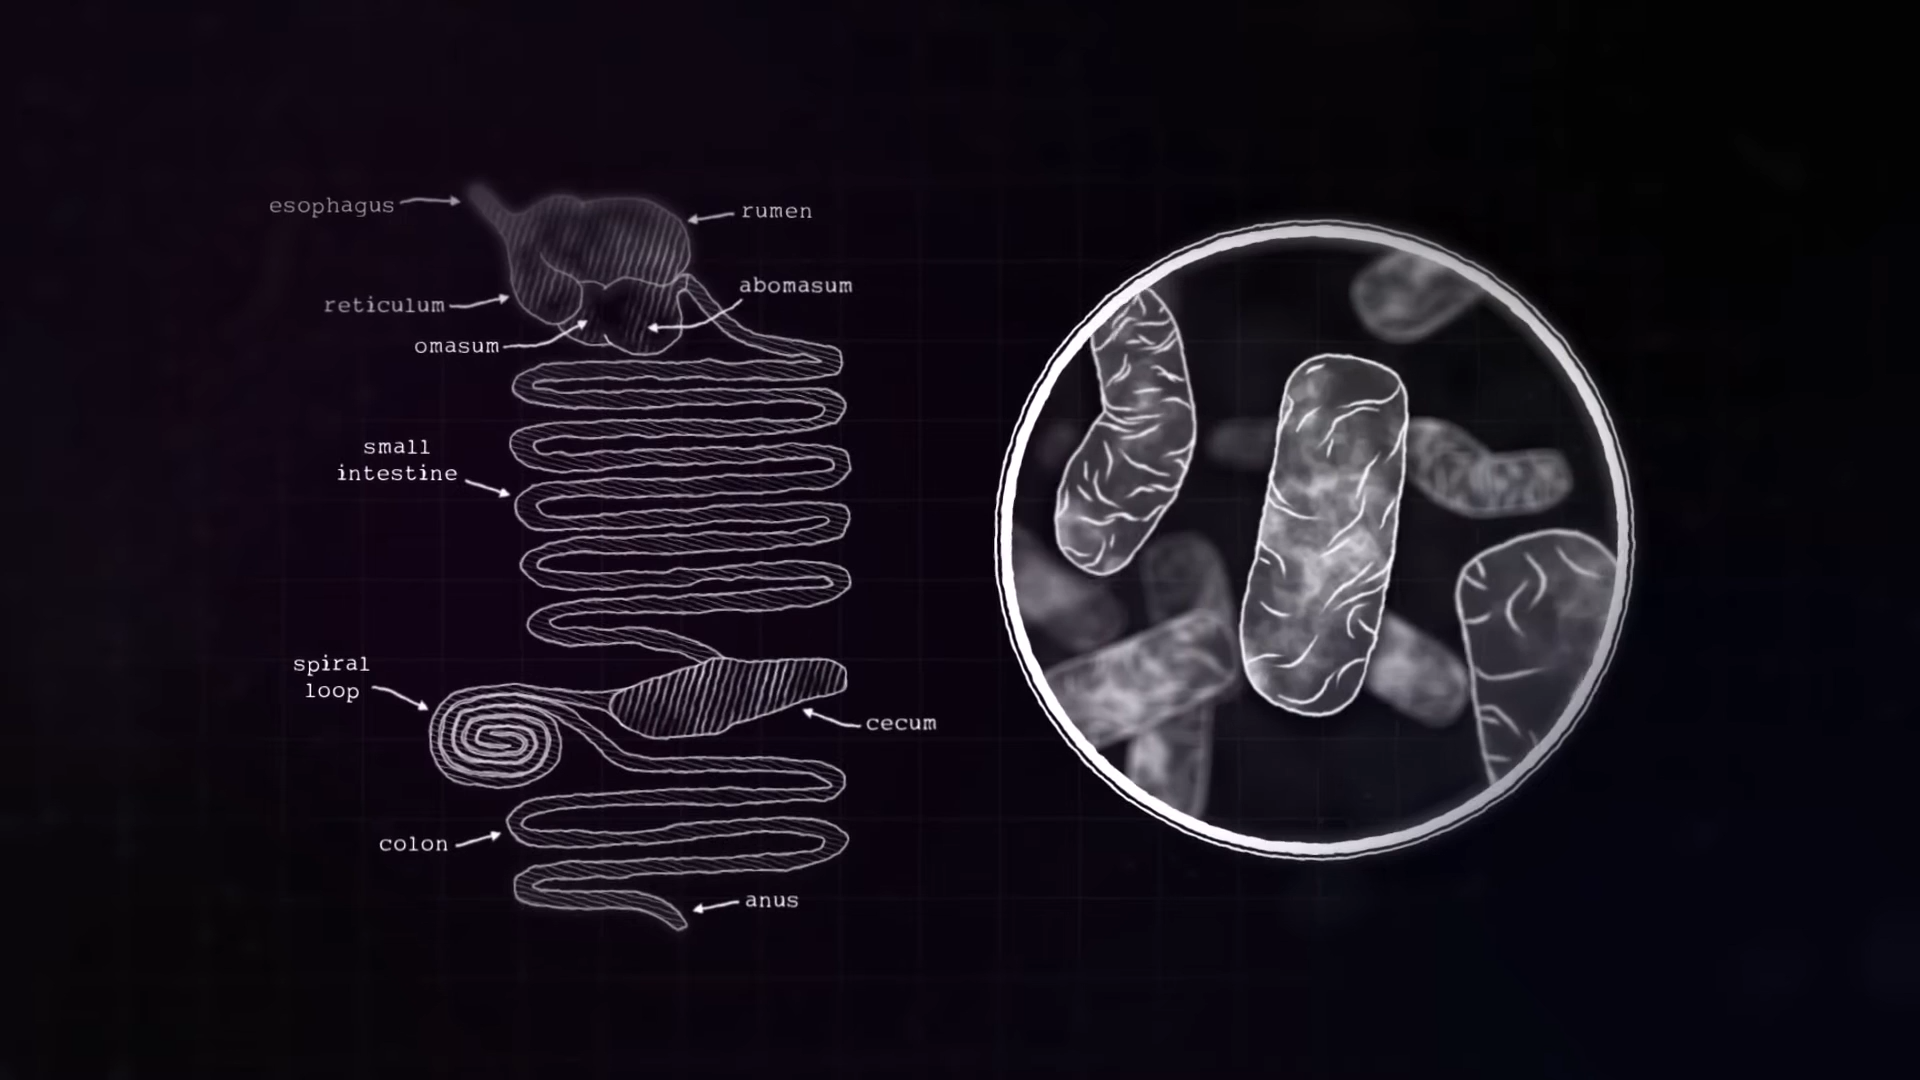 esophagus
rumen
abomasum
reticulum
omasum
small
intestine
spiral
loop
cecum
colon
anus